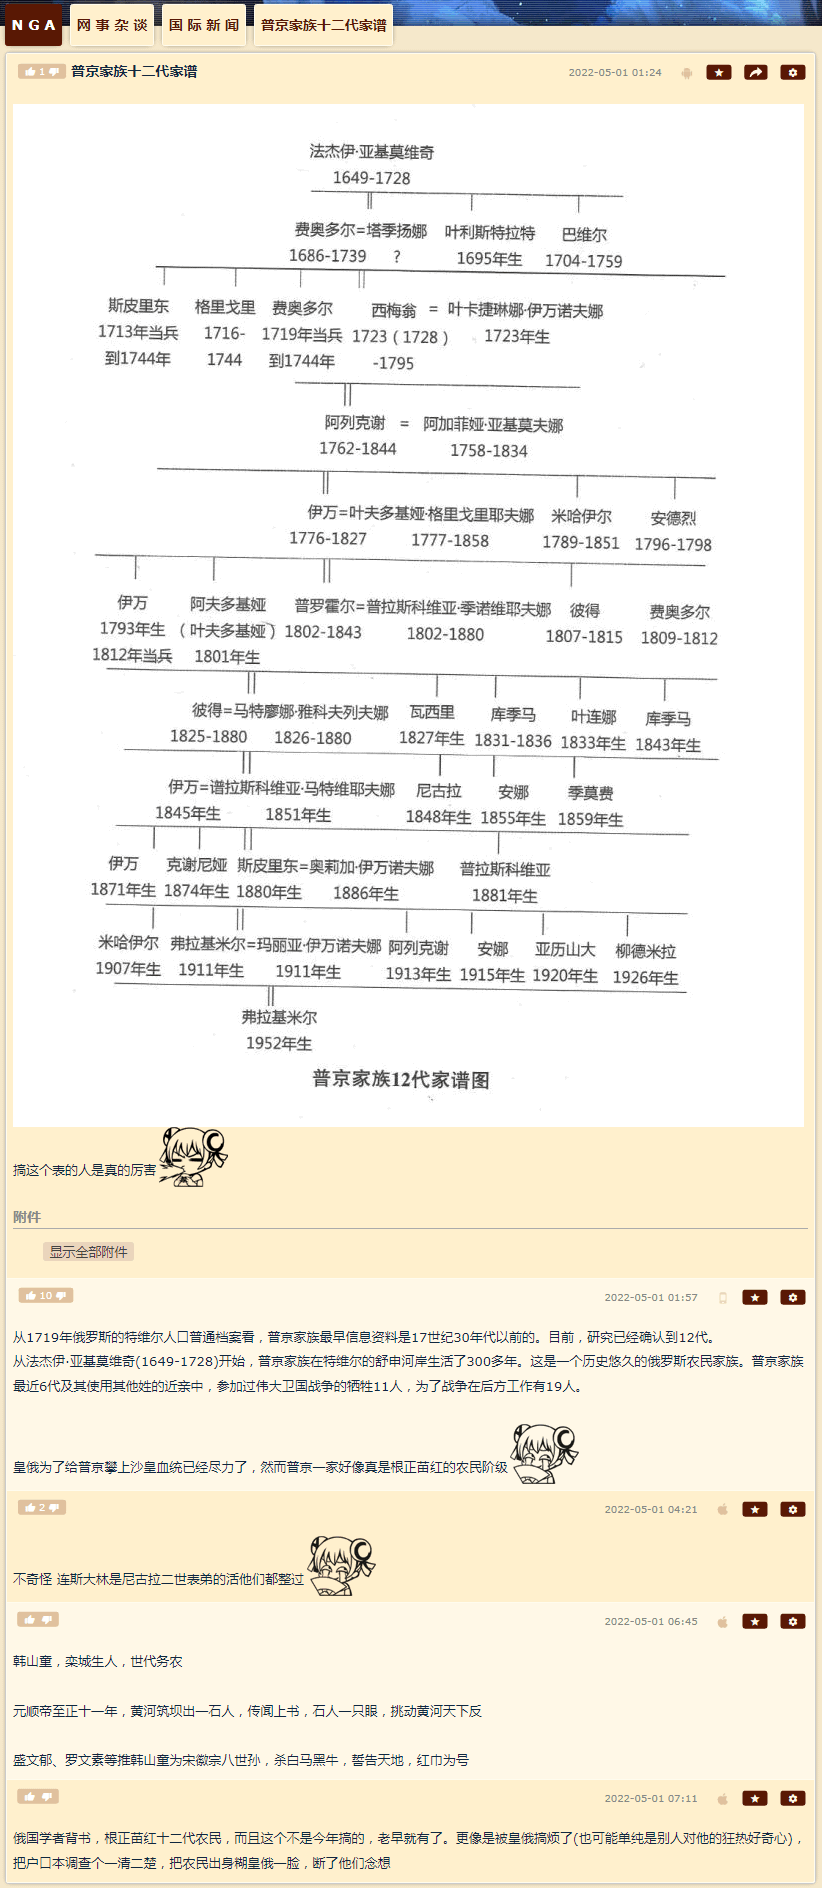 NGA 网事杂谈 国际新闻 普京家族十二代家谱
1 普京家族十二代家谱 2022-05-01 01:24
法杰伊·亚基莫维奇
1649-1728
费奥多尔=塔季扬娜 叶利斯特拉特 巴维尔
1686-1739 ? 1695年生 1704-1759
斯皮里东 格里戈里 费奥多尔 西梅翁 = 叶卡捷琳娜·伊万诺夫娜
1713年当兵 1716- 1719年当兵 1723（1728） 1723年生
到1744年 1744 到1744年 -1795
阿列克谢 = 阿加菲娅·亚基莫夫娜
1762-1844 1758-1834
伊万=叶夫多基娅·格里戈里耶夫娜 米哈伊尔 安德烈
1776-1827 1777-1858 1789-1851 1796-1798
伊万 阿夫多基娅 普罗霍尔=普拉斯科维亚·季诺维耶夫娜 彼得 费奥多尔
1793年生 （叶夫多基娅）1802-1843 1802-1880 1807-1815 1809-1812
1812年当兵 1801年生
彼得=马特廖娜·雅科夫列夫娜 瓦西里 库季马 叶连娜 库季马
1825-1880 1826-1880 1827年生 1831-1836 1833年生 1843年生
伊万=谱拉斯科维亚·马特维耶夫娜 尼古拉 安娜 季莫费
1845年生 1851年生 1848年生 1855年生 1859年生
伊万 克谢尼娅 斯皮里东=奥莉加·伊万诺夫娜 普拉斯科维亚
1871年生 1874年生 1880年生 1886年生 1881年生
米哈伊尔 弗拉基米尔=玛丽亚·伊万诺夫娜 阿列克谢 安娜 亚历山大 柳德米拉
1907年生 1911年生 1911年生 1913年生 1915年生 1920年生 1926年生
弗拉基米尔
1952年生
普京家族12代家谱图
搞这个表的人是真的厉害
附件
显示全部附件
10 2022-05-01 01:57
从1719年俄罗斯的特维尔人口普通档案看，普京家族最早信息资料是17世纪30年代以前的。目前，研究已经确认到12代。
从法杰伊·亚基莫维奇(1649-1728)开始，普京家族在特维尔的舒申河岸生活了300多年。这是一个历史悠久的俄罗斯农民家族。普京家族
最近6代及其使用其他姓的近亲中，参加过伟大卫国战争的牺牲11人，为了战争在后方工作有19人。
皇俄为了给普京攀上沙皇血统已经尽力了，然而普京一家好像真是根正苗红的农民阶级
2 2022-05-01 04:21
不奇怪 连斯大林是尼古拉二世表弟的活他们都整过
2022-05-01 06:45
韩山童，栾城生人，世代务农
元顺帝至正十一年，黄河筑坝出一石人，传闻上书，石人一只眼，挑动黄河天下反
盛文郁、罗文素等推韩山童为宋徽宗八世孙，杀白马黑牛，誓告天地，红巾为号
2022-05-01 07:11
俄国学者背书，根正苗红十二代农民，而且这个不是今年搞的，老早就有了。更像是被皇俄搞烦了(也可能单纯是别人对他的狂热好奇心)，
把户口本调查个一清二楚，把农民出身糊皇俄一脸，断了他们念想